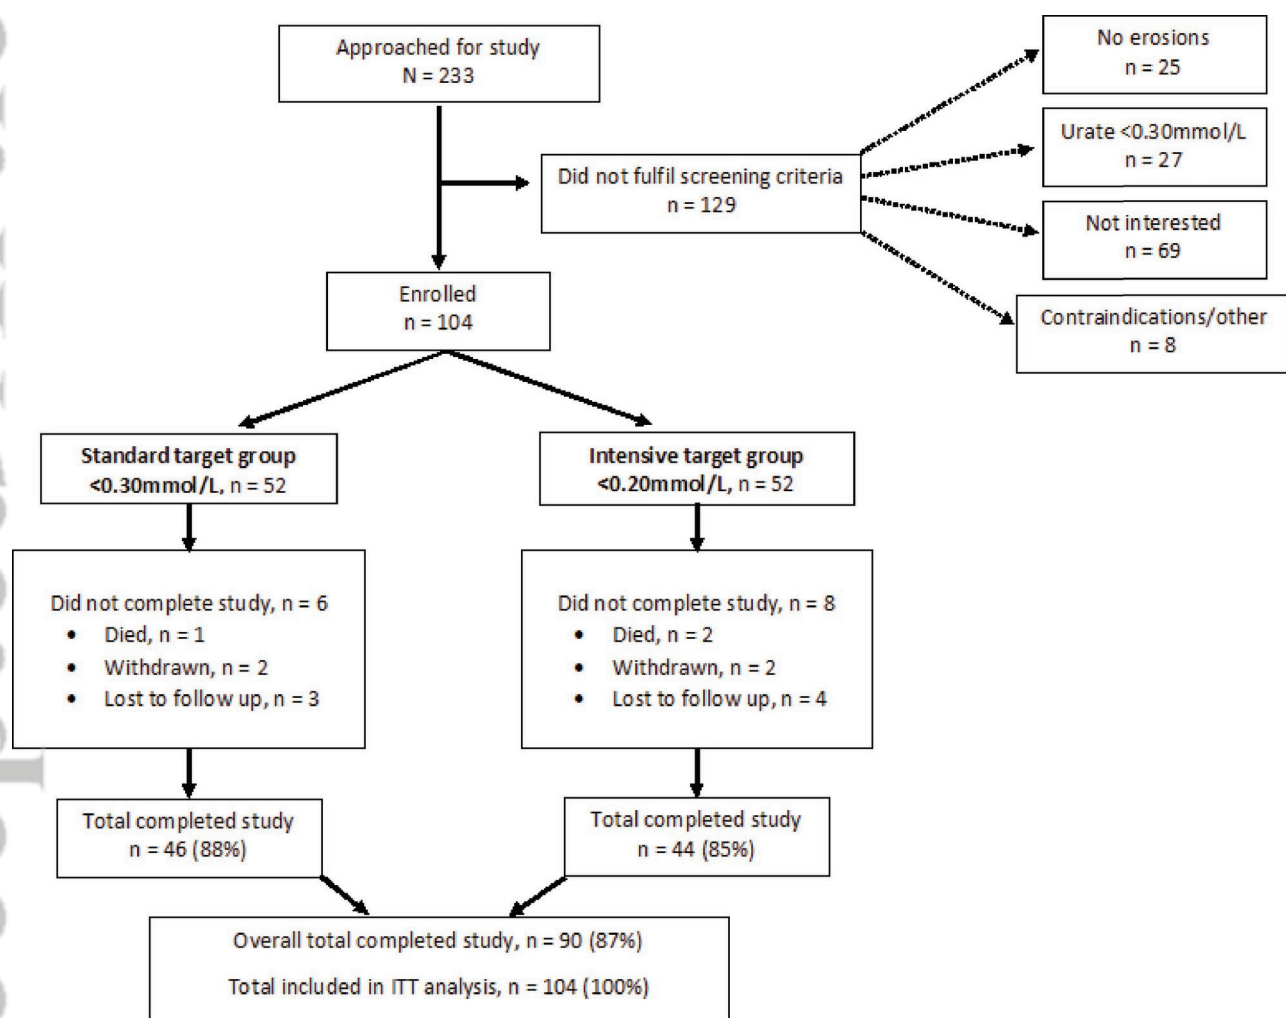 Approached for study
N = 233
No erosions
n = 25
Urate <0.30mmol/L
n = 27
Did not fulfil screening criteria
n = 129
Not interested
n = 69
Contraindications/other
n = 8
Enrolled
n = 104
Standard target group
<0.30mmol/L, n = 52
Intensive target group
<0.20mmol/L, n = 52
Did not complete study, n = 6
• Died, n = 1
• Withdrawn, n = 2
• Lost to follow up, n = 3
Did not complete study, n = 8
• Died, n = 2
• Withdrawn, n = 2
• Lost to follow up, n = 4
Total completed study
n = 46 (88%)
Total completed study
n = 44 (85%)
Overall total completed study, n = 90 (87%)
Total included in ITT analysis, n = 104 (100%)